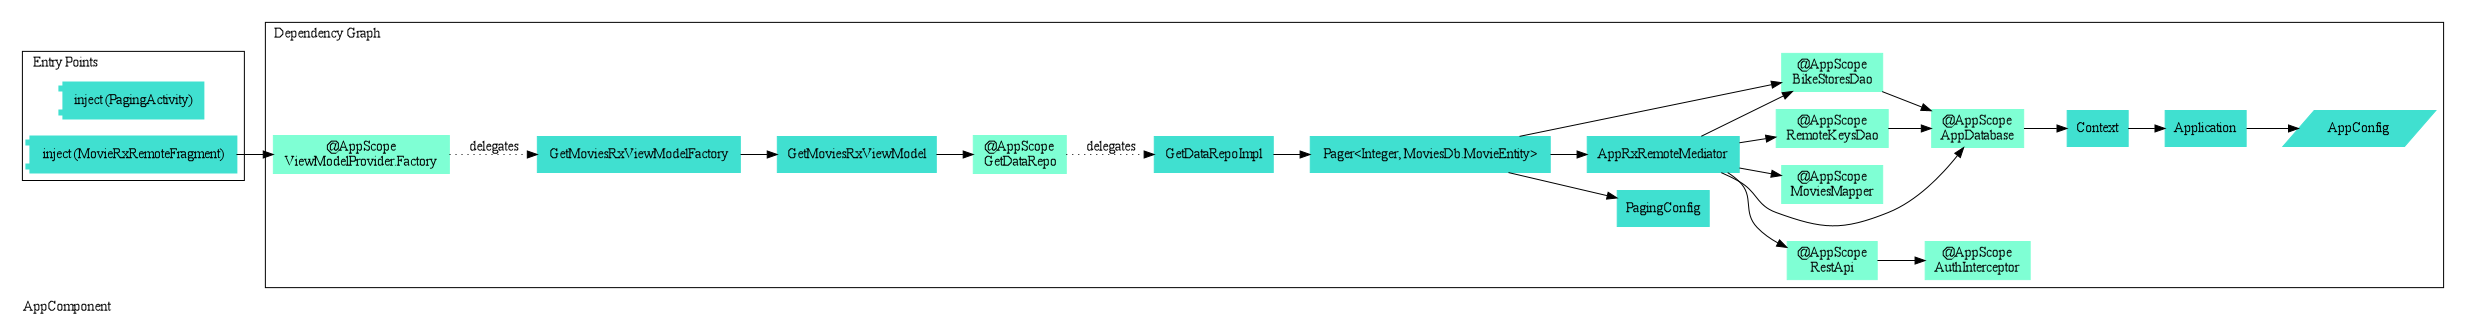 Dependency Graph
Entry Points
inject (PagingActivity)
inject (MovieRxRemoteFragment)
@AppScope
ViewModelProvider.Factory
delegates
GetMoviesRxViewModelFactory
GetMoviesRxViewModel
@AppScope
GetDataRepo
delegates
GetDataRepoImpl
Pager<Integer, MoviesDb.MovieEntity>
AppRxRemoteMediator
PagingConfig
@AppScope
BikeStoresDao
@AppScope
RemoteKeysDao
@AppScope
MoviesMapper
@AppScope
RestApi
@AppScope
AppDatabase
@AppScope
AuthInterceptor
Context
Application
AppConfig
AppComponent